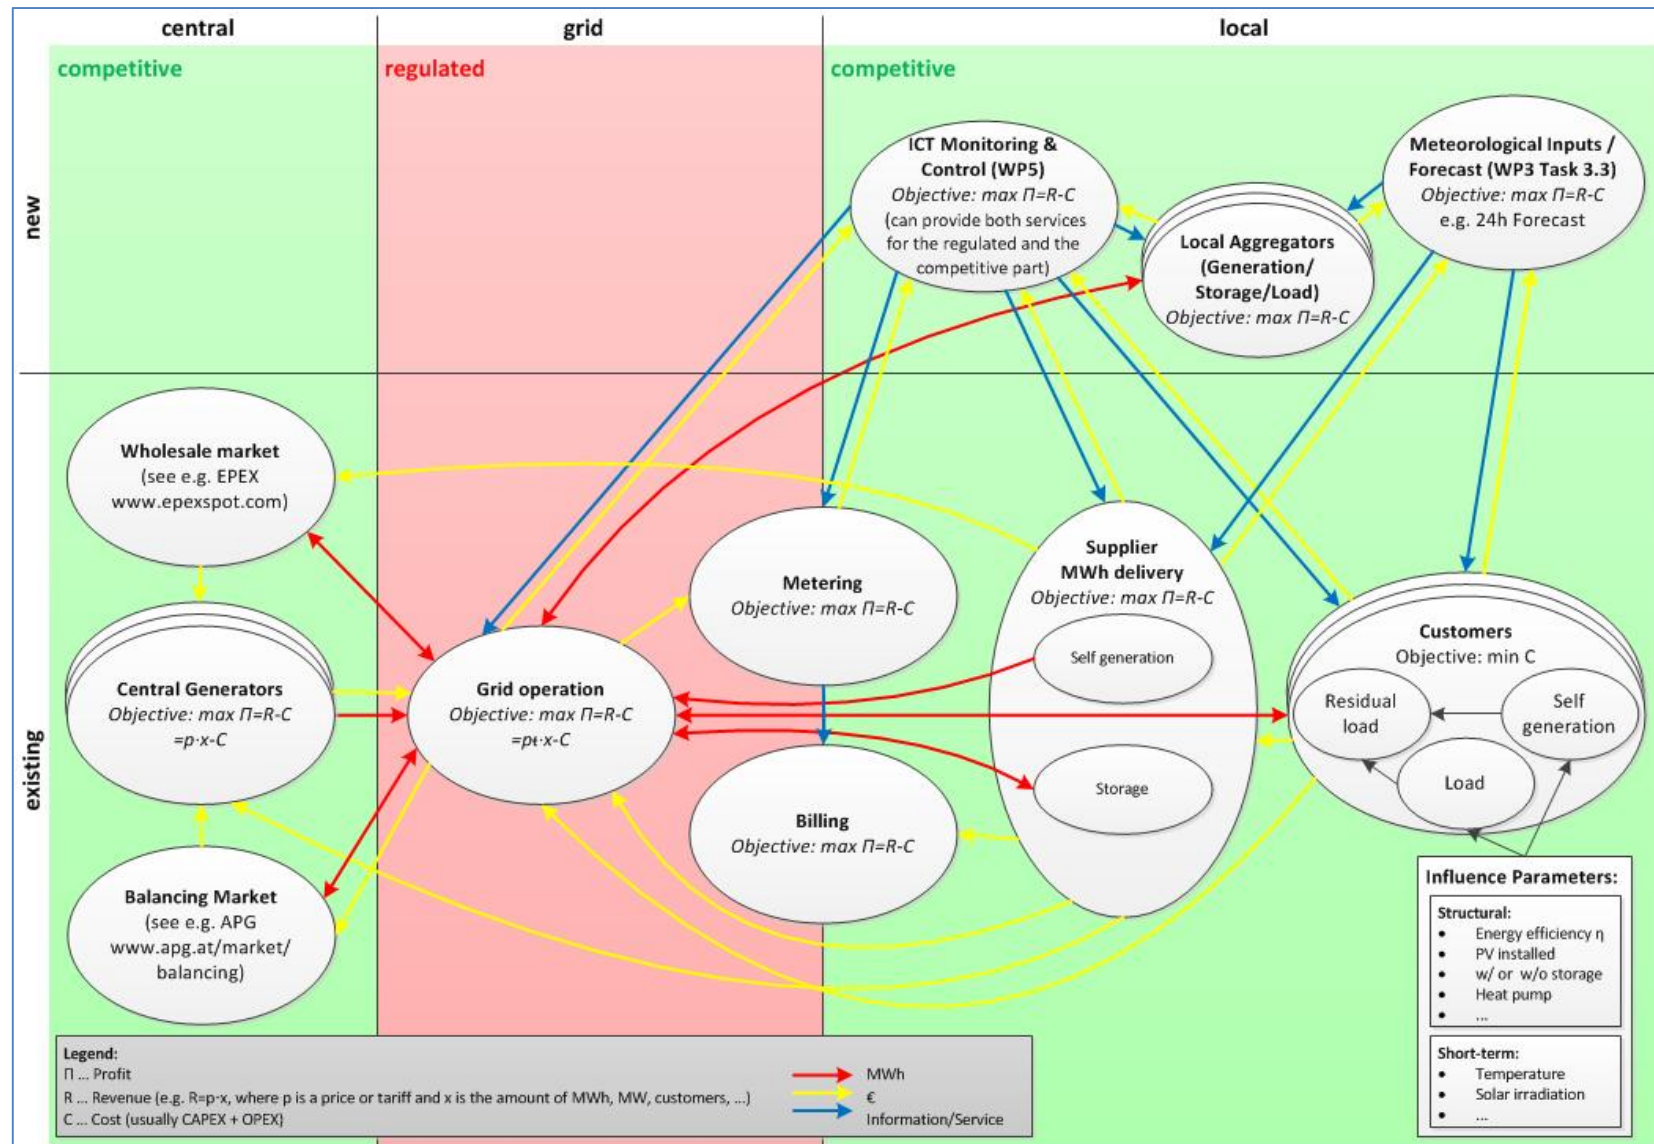 central
grid
local
competitive
regulated
competitive
new
existing
ICT Monitoring &
Control (WP5)
Objective: max Π=R-C
(can provide both services
for the regulated and the
competitive part)
Meteorological Inputs /
Forecast (WP3 Task 3.3)
Objective: max Π=R-C
e.g. 24h Forecast
Local Aggregators
(Generation/
Storage/Load)
Objective: max Π=R-C
Wholesale market
(see e.g. EPEX
www.epexspot.com)
Metering
Objective: max Π=R-C
Supplier
MWh delivery
Objective: max Π=R-C
Self generation
Storage
Customers
Objective: min C
Residual
load
Self
generation
Load
Central Generators
Objective: max Π=R-C
=p·x-C
Grid operation
Objective: max Π=R-C
=pt·x-C
Billing
Objective: max Π=R-C
Balancing Market
(see e.g. APG
www.apg.at/market/
balancing)
Influence Parameters:
Structural:
• Energy efficiency η
• PV installed
• w/ or w/o storage
• Heat pump
• ...
Short-term:
• Temperature
• Solar irradiation
• ...
Legend:
Π ... Profit
R ... Revenue (e.g. R=p·x, where p is a price or tariff and x is the amount of MWh, MW, customers, ...)
C ... Cost (usually CAPEX + OPEX)
MWh
€
Information/Service